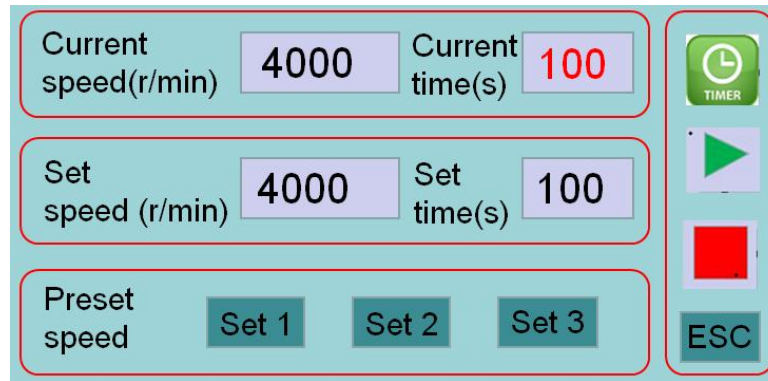 Current
speed(r/min)
4000
Current
time(s)
100
TIMER
Set
speed (r/min)
4000
Set
time(s)
100
Preset
speed
Set 1
Set 2
Set 3
ESC